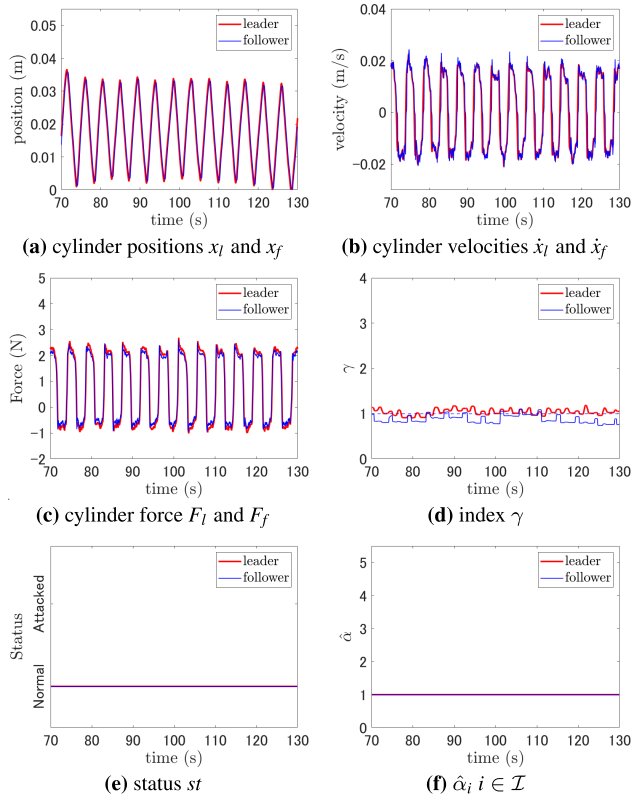 leader
follower
position (m)
0.05
0.04
0.03
0.02
0.01
0
70 80 90 100 110 120 130
time (s)
(a) cylinder positions xₗ and x_f
leader
follower
velocity (m/s)
0.04
0.02
0
−0.02
70 80 90 100 110 120 130
time (s)
(b) cylinder velocities ẋₗ and ẋ_f
leader
follower
Force (N)
5
4
3
2
1
0
−1
−2
70 80 90 100 110 120 130
time (s)
(c) cylinder force Fₗ and F_f
leader
follower
γ
4
3
2
1
0
70 80 90 100 110 120 130
time (s)
(d) index γ
leader
follower
Status
Attacked
Normal
70 80 90 100 110 120 130
time (s)
(e) status st
leader
follower
α̂
5
4
3
2
1
0
70 80 90 100 110 120 130
time (s)
(f) α̂ᵢ i ∈ ℐ